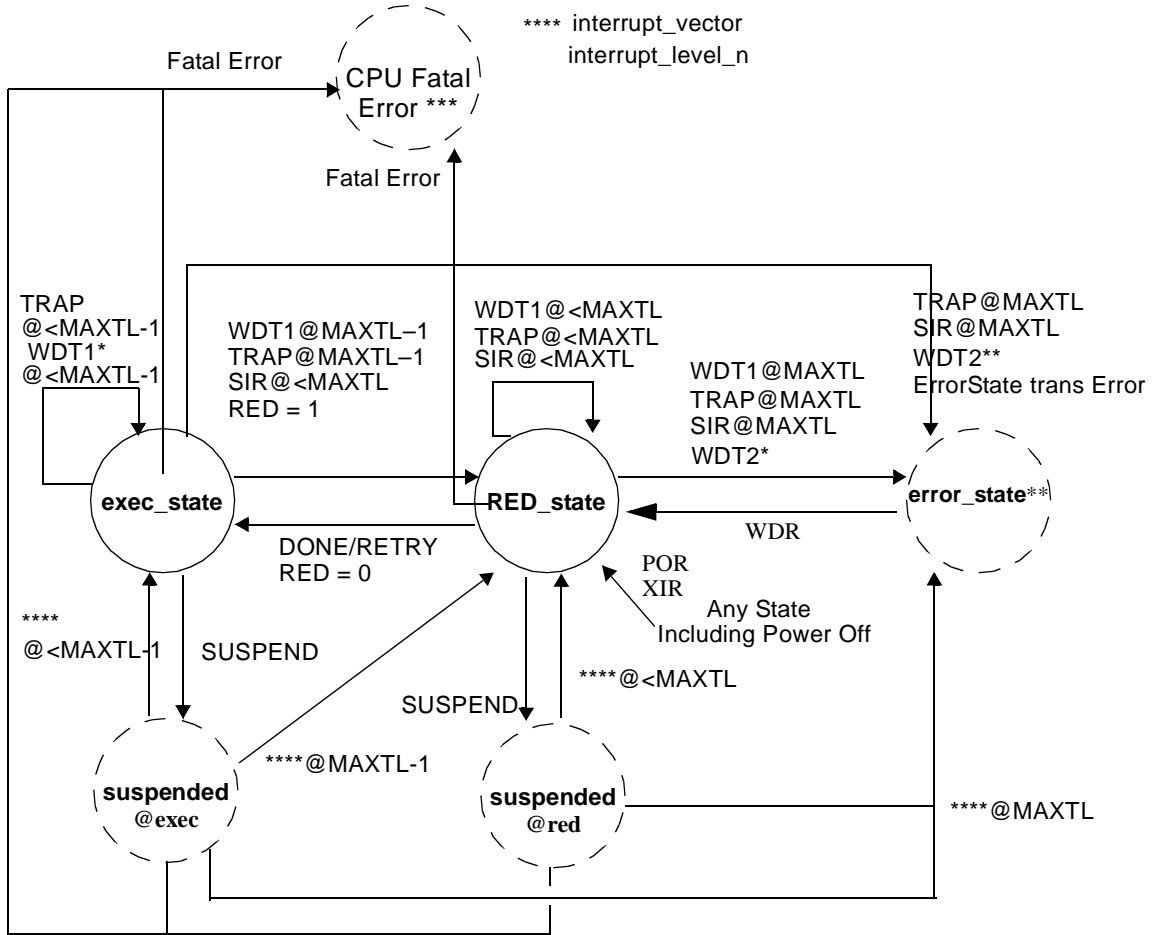 **** interrupt_vector
interrupt_level_n
Fatal Error
CPU Fatal
Error ***
Fatal Error
TRAP
@<MAXTL-1
WDT1*
@<MAXTL-1
WDT1@MAXTL–1
TRAP@MAXTL–1
SIR@<MAXTL
RED = 1
WDT1@<MAXTL
TRAP@<MAXTL
SIR@<MAXTL
WDT1@MAXTL
TRAP@MAXTL
SIR@MAXTL
WDT2*
TRAP@MAXTL
SIR@MAXTL
WDT2**
ErrorState trans Error
exec_state
RED_state
error_state**
DONE/RETRY
RED = 0
WDR
POR
XIR
Any State
Including Power Off
****
@<MAXTL-1
SUSPEND
SUSPEND
****@<MAXTL
****@MAXTL-1
suspended
@exec
suspended
@red
****@MAXTL